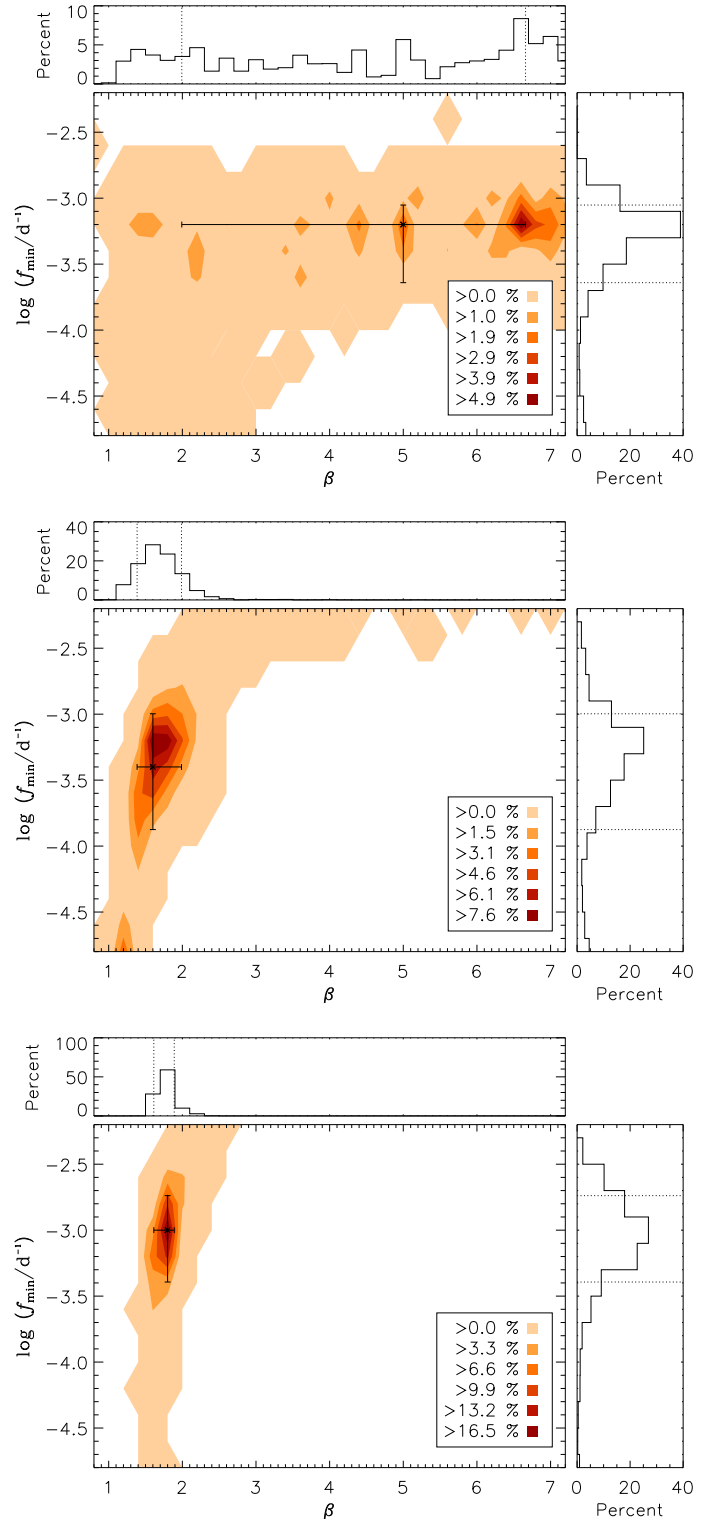 10
5
0
Percent
-2.5
-3.0
-3.5
-4.0
-4.5
log (f_min/d⁻¹)
>0.0 %
>1.0 %
>1.9 %
>2.9 %
>3.9 %
>4.9 %
1 2 3 4 5 6 7
β
0 20 40
Percent
40
20
0
Percent
-2.5
-3.0
-3.5
-4.0
-4.5
log (f_min/d⁻¹)
>0.0 %
>1.5 %
>3.1 %
>4.6 %
>6.1 %
>7.6 %
1 2 3 4 5 6 7
β
0 20 40
Percent
100
50
0
Percent
-2.5
-3.0
-3.5
-4.0
-4.5
log (f_min/d⁻¹)
>0.0 %
>3.3 %
>6.6 %
>9.9 %
>13.2 %
>16.5 %
1 2 3 4 5 6 7
β
0 20 40
Percent